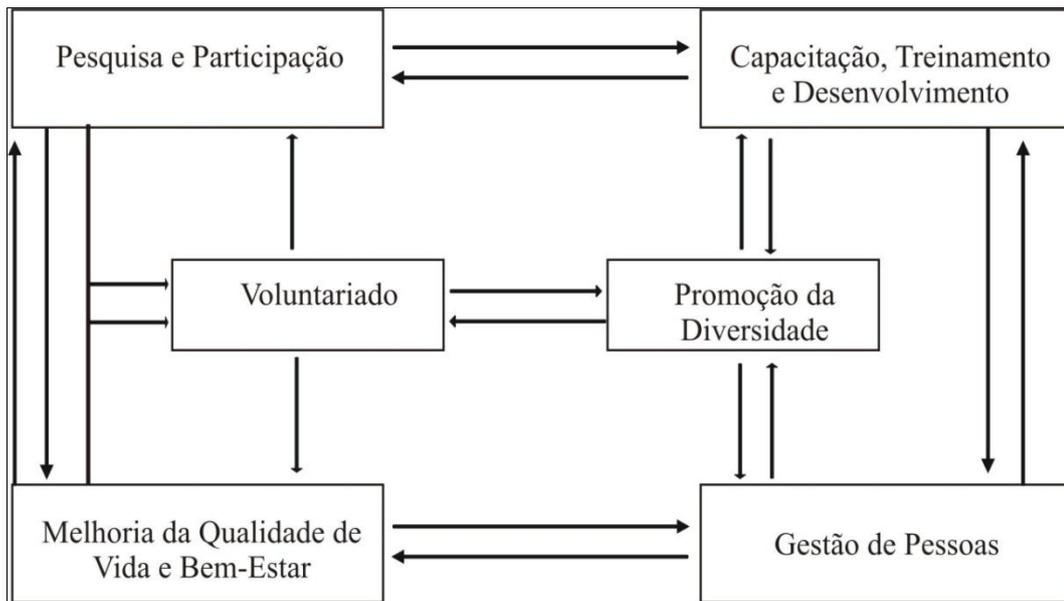 Pesquisa e Participação
Capacitação, Treinamento
e Desenvolvimento
Voluntariado
Promoção da
Diversidade
Melhoria da Qualidade de
Vida e Bem-Estar
Gestão de Pessoas